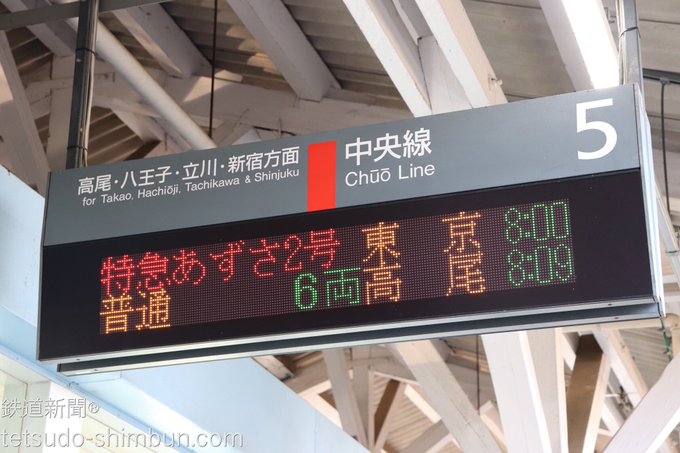 高尾・八王子・立川・新宿方面
for Takao, Hachiōji, Tachikawa & Shinjuku
中央線
Chūō Line
5
特急あずさ2号 東京 8:00
普通 6両 高尾 8:09
鉄道新聞®
tetsudo-shimbun.com/